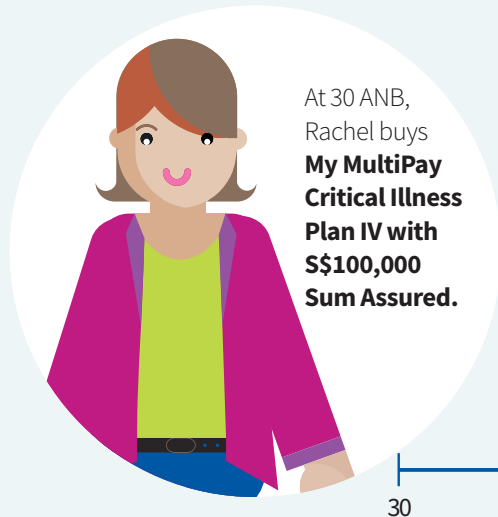 At 30 ANB,
Rachel buys
My MultiPay
Critical Illness
Plan IV with
S$100,000
Sum Assured.
30